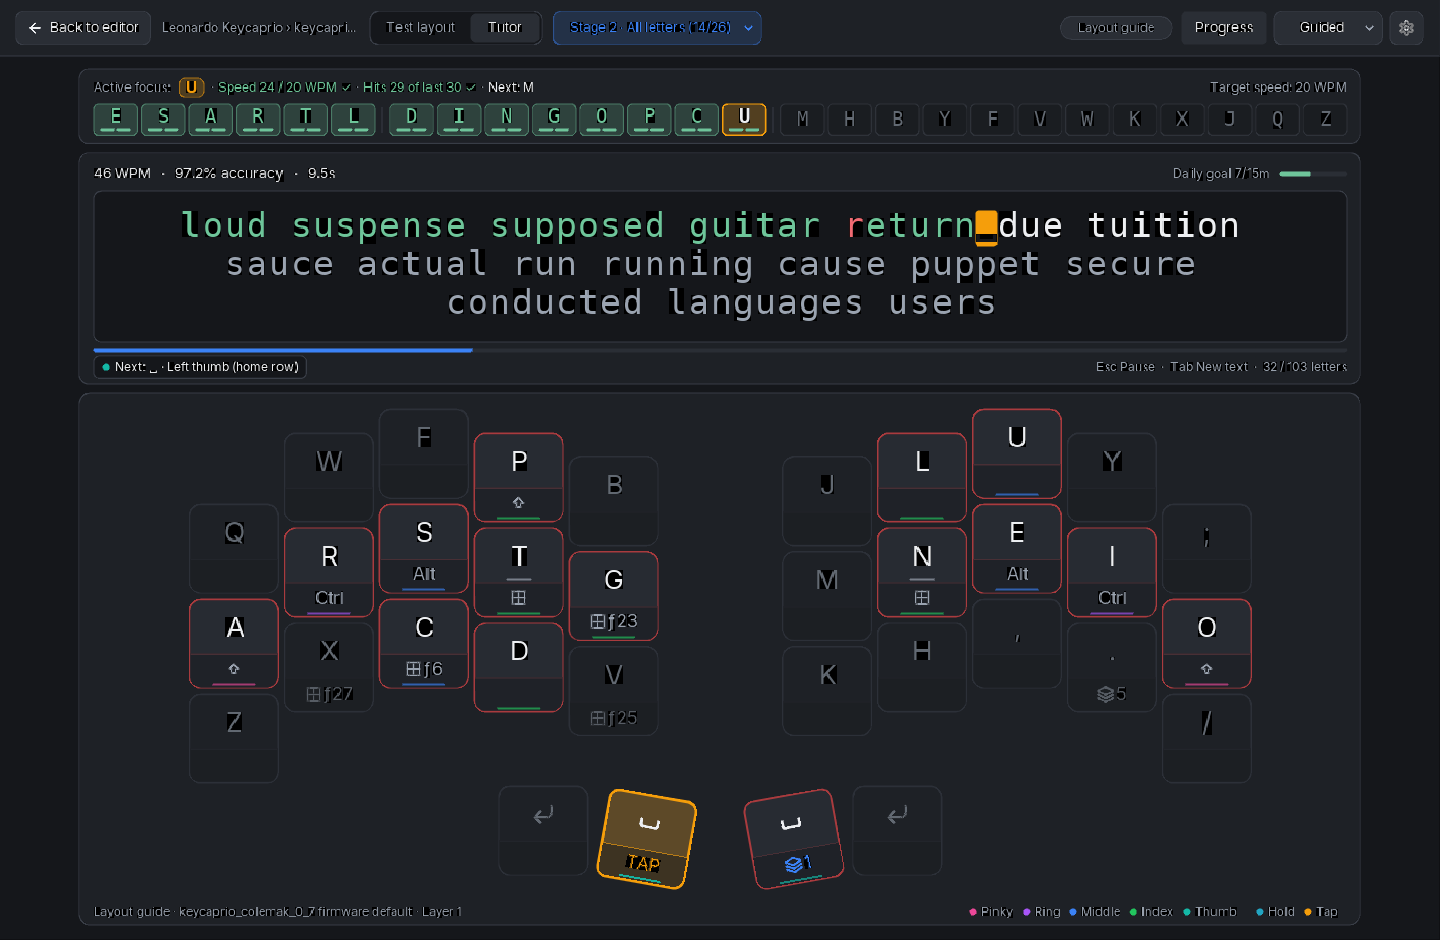 Back to editor
Leonardo Keycaprio › keycapri...
Test layout
Tutor
Stage 2 · All letters (14/26)
Layout guide
Progress
Guided
Active focus: U · Speed 24 / 20 WPM ✓ · Hits 29 of last 30 ✓ · Next: M
Target speed: 20 WPM
E S A R T L D I N G O P C U M H B Y F V W K X J Q Z
46 WPM · 97.2% accuracy · 9.5s
Daily goal 7/15m
loud suspense supposed guitar return due tuition
sauce actual run running cause puppet secure
conducted languages users
Next: ⎵ · Left thumb (home row)
Esc Pause · Tab New text · 32 / 103 letters
F U
W P L Y
B J
Q S E ;
Alt Alt
R T N I
Ctrl Ctrl
G M
ƒ23
A C , O
ƒ6
X D H .
ƒ27 5
V K
ƒ25
Z /
TAP 1
Layout guide · keycaprio_colemak_0_7 firmware default · Layer 1
Pinky Ring Middle Index Thumb Hold Tap